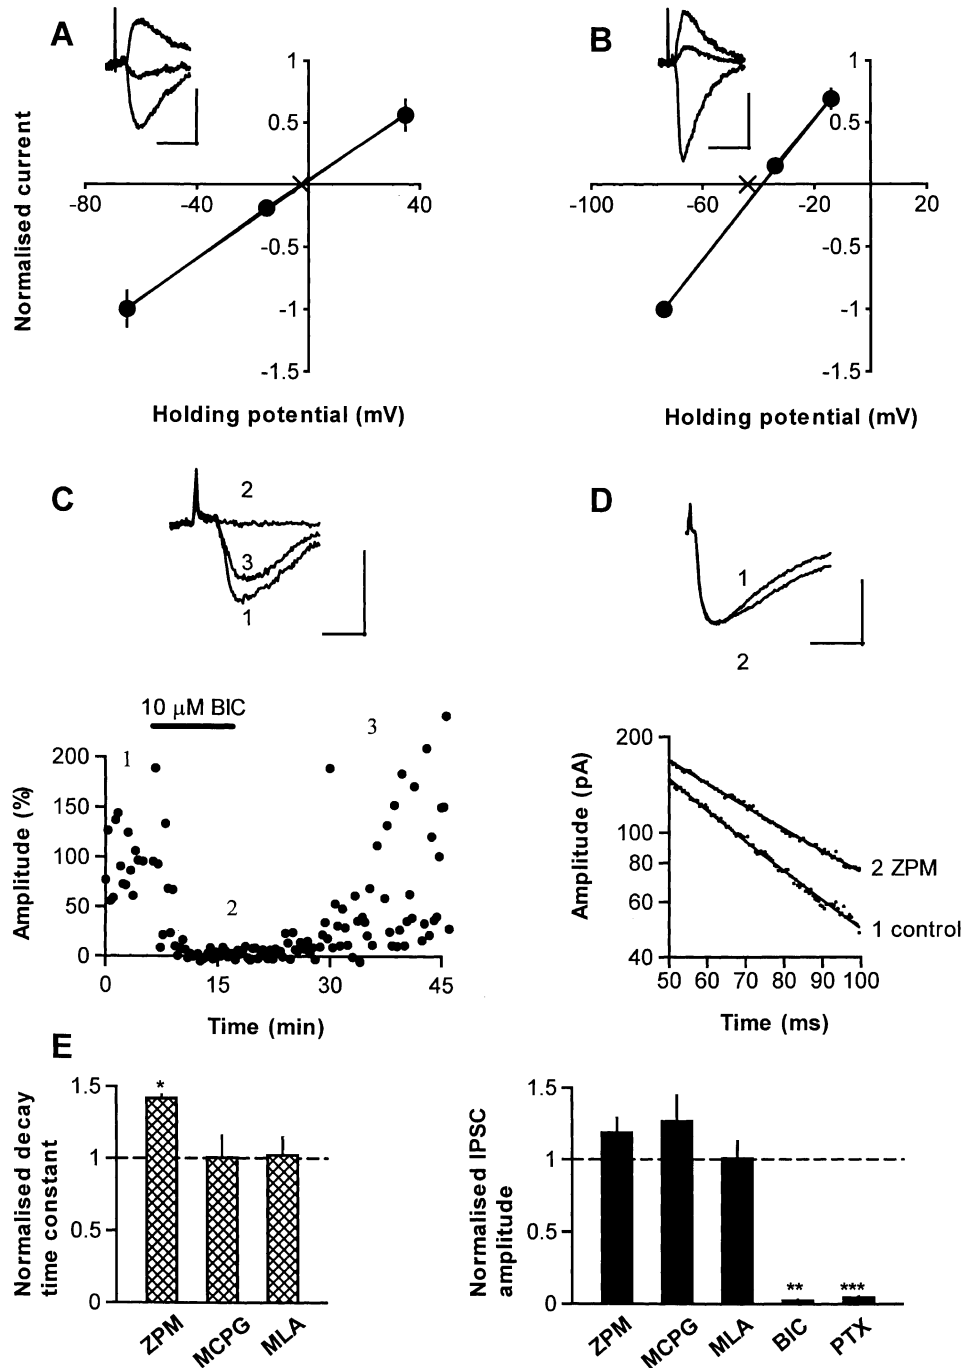 A
1
0.5
-80
-40
40
-0.5
-1
-1.5
Normalised current
Holding potential (mV)
B
1
0.5
-100
-60
-20
20
-0.5
-1
-1.5
Holding potential (mV)
C
2
3
1
10 µM BIC
1
2
3
200
150
100
50
0
Amplitude (%)
0
15
30
45
Time (min)
D
1
2
200
100
80
60
40
Amplitude (pA)
2 ZPM
1 control
50 60 70 80 90 100
Time (ms)
E
1.5
1
0.5
0
Normalised decay
time constant
*
ZPM
MCPG
MLA
1.5
1
0.5
0
Normalised IPSC
amplitude
**
***
ZPM
MCPG
MLA
BIC
PTX